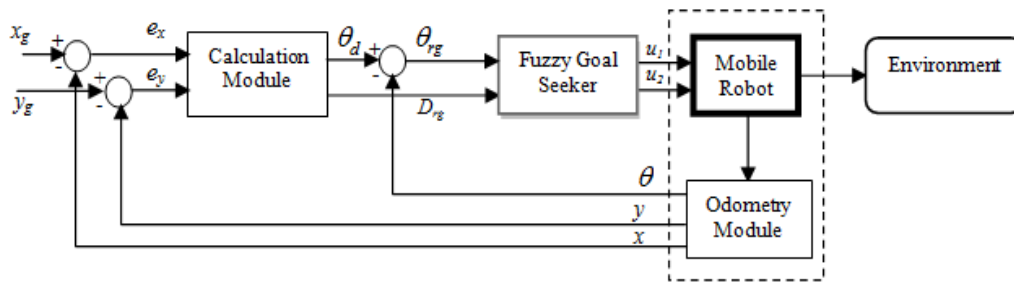 x_g
+
-
e_x
y_g
+
-
e_y
Calculation
Module
θ_d
+
-
θ_rg
D_rg
Fuzzy Goal
Seeker
u_1
u_2
Mobile
Robot
Environment
θ
y
x
Odometry
Module